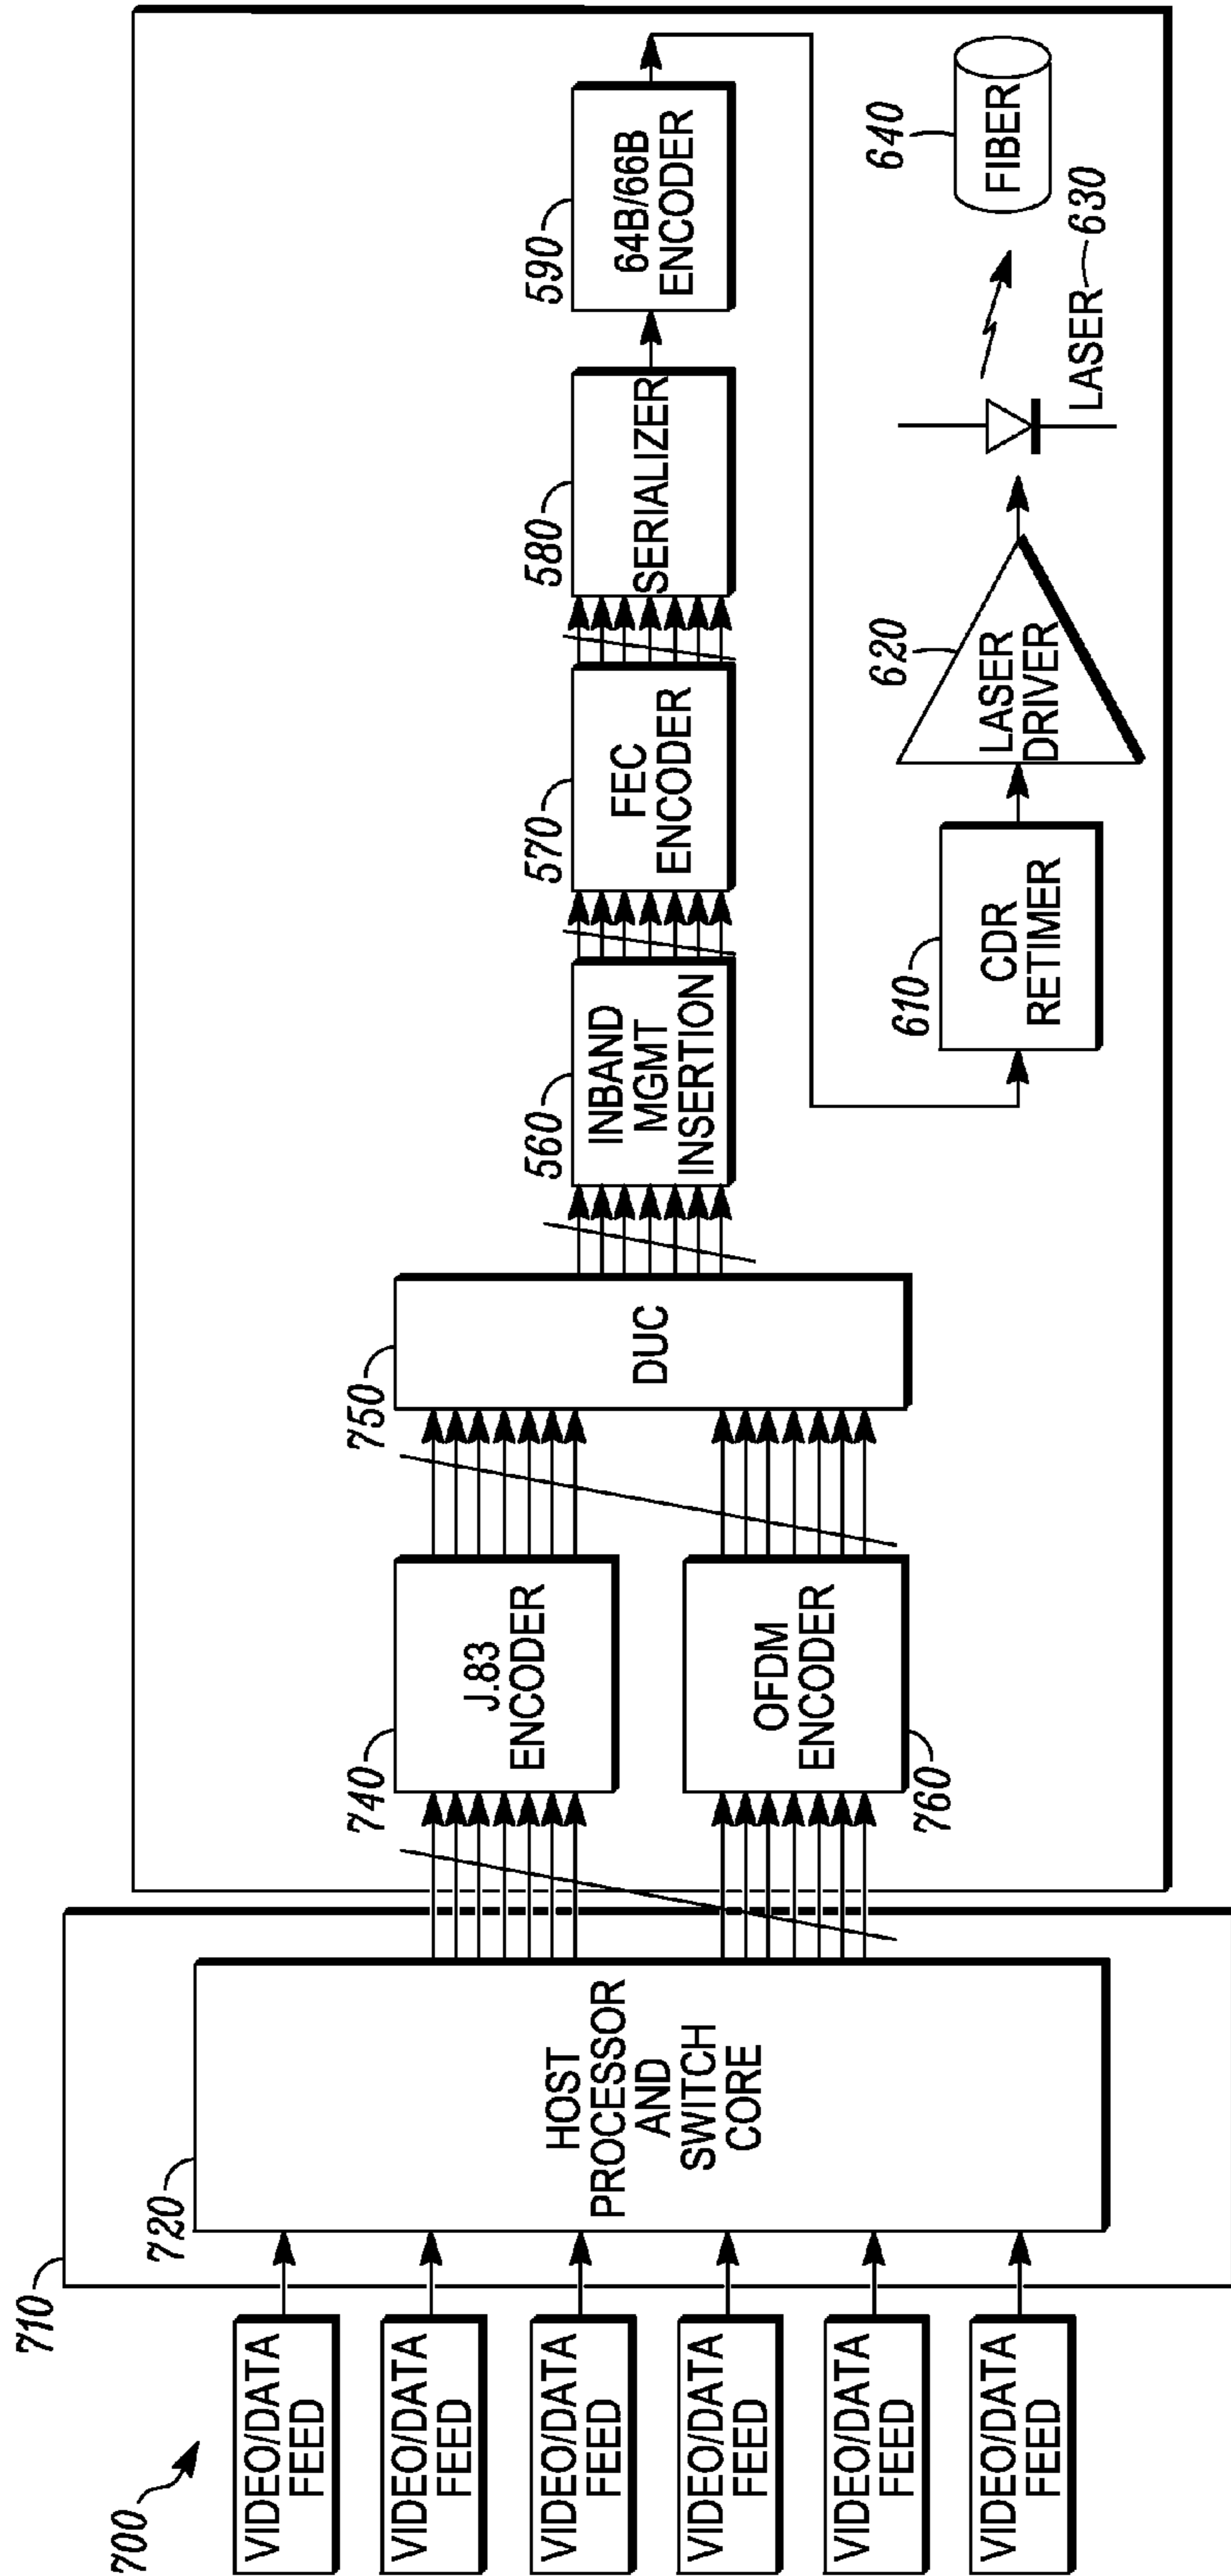 700
VIDEO/DATA
FEED
VIDEO/DATA
FEED
VIDEO/DATA
FEED
VIDEO/DATA
FEED
VIDEO/DATA
FEED
VIDEO/DATA
FEED
710
720
HOST
PROCESSOR
AND
SWITCH
CORE
740
J.83
ENCODER
760
OFDM
ENCODER
750
DUC
560
INBAND
MGMT
INSERTION
570
FEC
ENCODER
580
SERIALIZER
590
64B/66B
ENCODER
610
CDR
RETIMER
620
LASER
DRIVER
LASER 630
640
FIBER